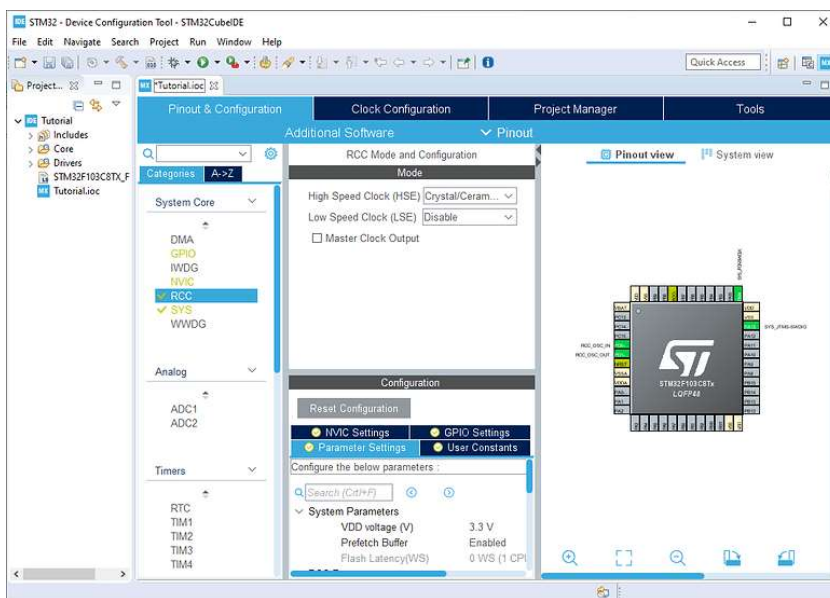 STM32 - Device Configuration Tool - STM32CubeIDE
File Edit Navigate Search Project Run Window Help
Quick Access
Project...
*Tutorial.ioc
Tutorial
Includes
Core
Drivers
STM32F103C8TX_F
Tutorial.ioc
Pinout & Configuration
Clock Configuration
Project Manager
Tools
Additional Software
Pinout
Categories
A->Z
System Core
DMA
GPIO
IWDG
NVIC
RCC
SYS
WWDG
Analog
ADC1
ADC2
Timers
RTC
TIM1
TIM2
TIM3
TIM4
RCC Mode and Configuration
Mode
High Speed Clock (HSE) Crystal/Ceram...
Low Speed Clock (LSE) Disable
Master Clock Output
Configuration
Reset Configuration
NVIC Settings
GPIO Settings
Parameter Settings
User Constants
Configure the below parameters :
Search (Crtl+F)
System Parameters
VDD voltage (V) 3.3 V
Prefetch Buffer Enabled
Flash Latency(WS) 0 WS (1 CPU
Pinout view
System view
RCC_OSC_IN
RCC_OSC_OUT
STM32F103C8Tx
LQFP48